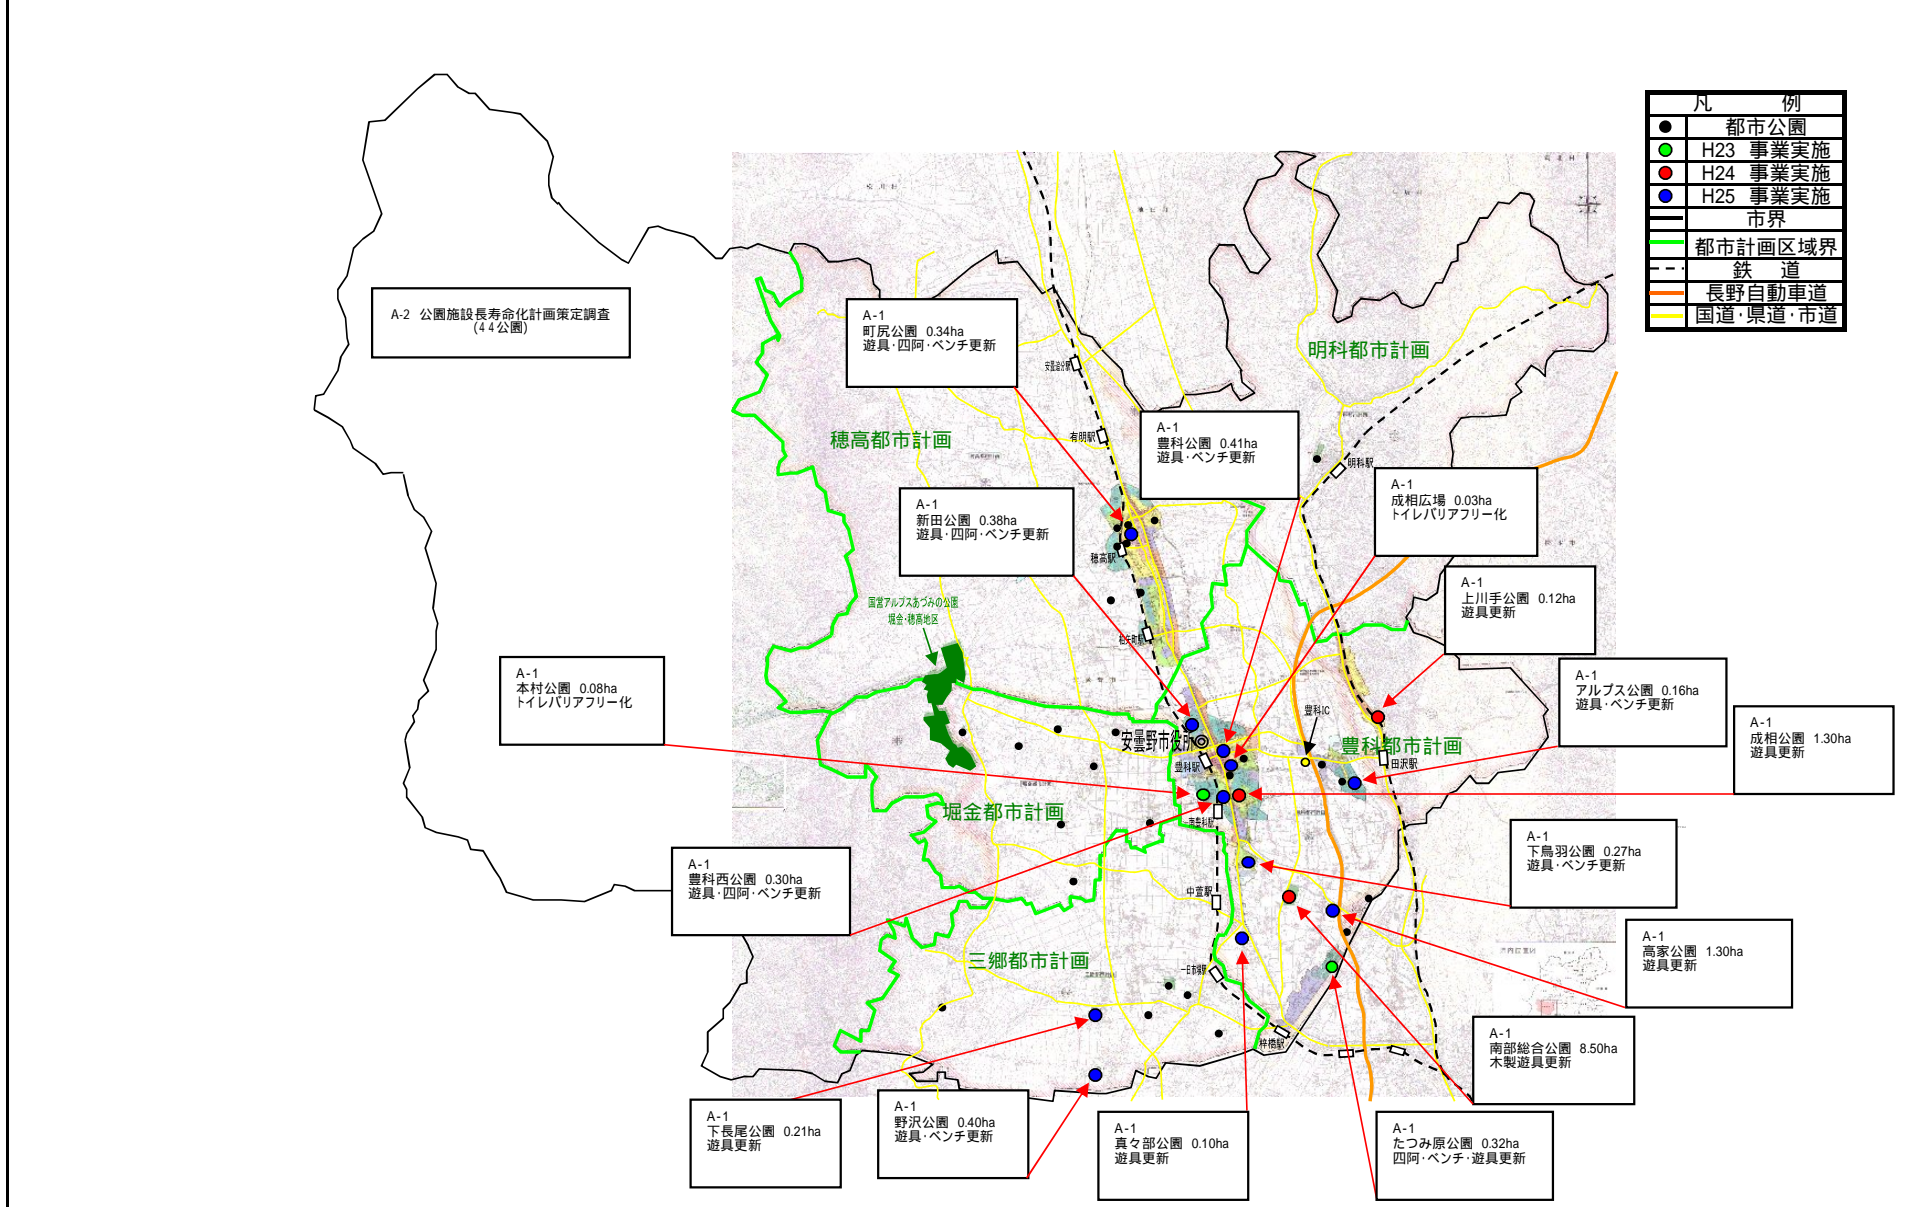 凡 例
都市公園
H23 事業実施
H24 事業実施
H25 事業実施
市界
都市計画区域界
鉄 道
長野自動車道
国道･県道･市道
A-2 公園施設長寿命化計画策定調査
(44公園)
A-1
町尻公園 0.34ha
遊具･四阿･ベンチ更新
明科都市計画
安曇追分駅
A-1
豊科公園 0.41ha
遊具･ベンチ更新
穂高都市計画
有明駅
明科駅
A-1
成相広場 0.03ha
トイレバリアフリー化
A-1
新田公園 0.38ha
遊具･四阿･ベンチ更新
穂高駅
A-1
上川手公園 0.12ha
遊具更新
国営アルプスあづみの公園
堀金･穂高地区
柏矢町駅
A-1
本村公園 0.08ha
トイレバリアフリー化
A-1
アルプス公園 0.16ha
遊具･ベンチ更新
豊科IC
A-1
成相公園 1.30ha
遊具更新
安曇野市役所
豊科都市計画
豊科駅
田沢駅
堀金都市計画
南豊科駅
A-1
下鳥羽公園 0.27ha
遊具･ベンチ更新
A-1
豊科西公園 0.30ha
遊具･四阿･ベンチ更新
中萱駅
A-1
高家公園 1.30ha
遊具更新
三郷都市計画
一日市場駅
A-1
南部総合公園 8.50ha
木製遊具更新
梓橋駅
A-1
下長尾公園 0.21ha
遊具更新
A-1
野沢公園 0.40ha
遊具･ベンチ更新
A-1
真々部公園 0.10ha
遊具更新
A-1
たつみ原公園 0.32ha
四阿･ベンチ･遊具更新